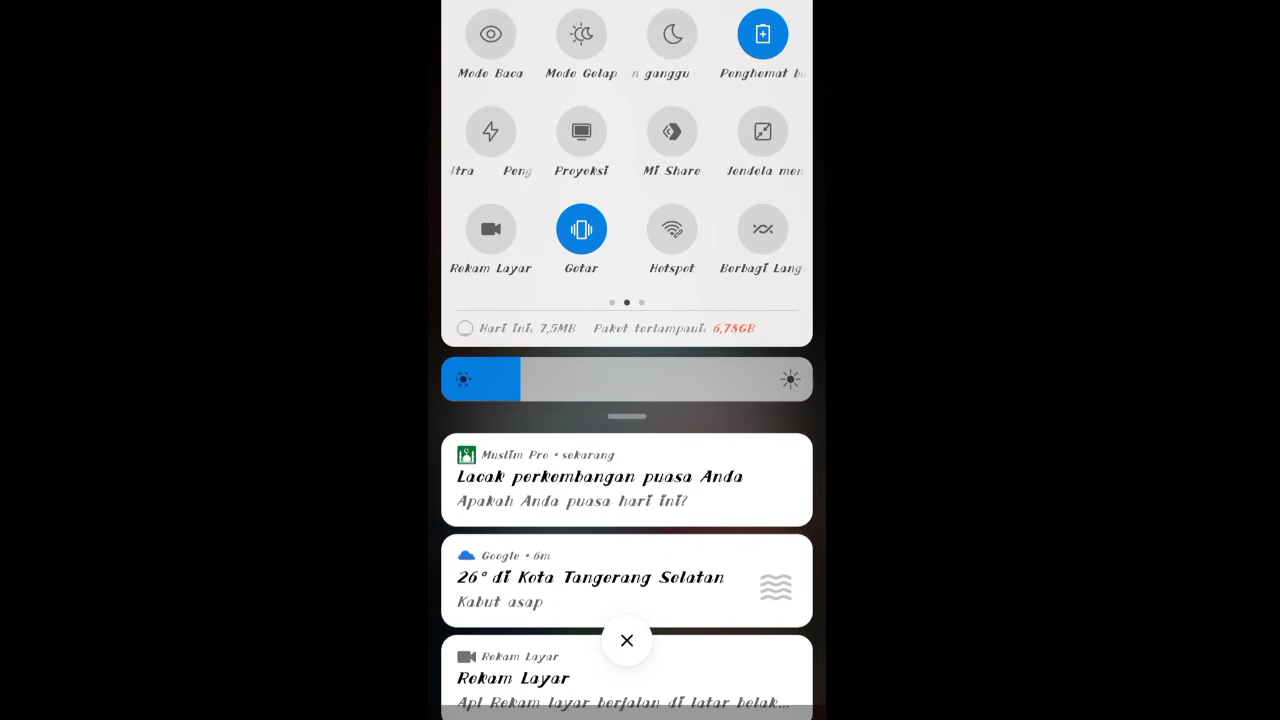 Mode Baca Mode Gelap n ganggu Penghemat b
ltra Peng Proyeksi Mi Share Jendela men
Rekam Layar Getar Hotspot Berbagi Lang
Hari ini: 7,5MB Paket terlampaui: 6,78GB
Muslim Pro • sekarang
Lacak perkembangan puasa Anda
Apakah Anda puasa hari ini?
Google • 6m
26° di Kota Tangerang Selatan
Kabut asap
Rekam Layar
Rekam Layar
Apl Rekam layar berjalan di latar belak...